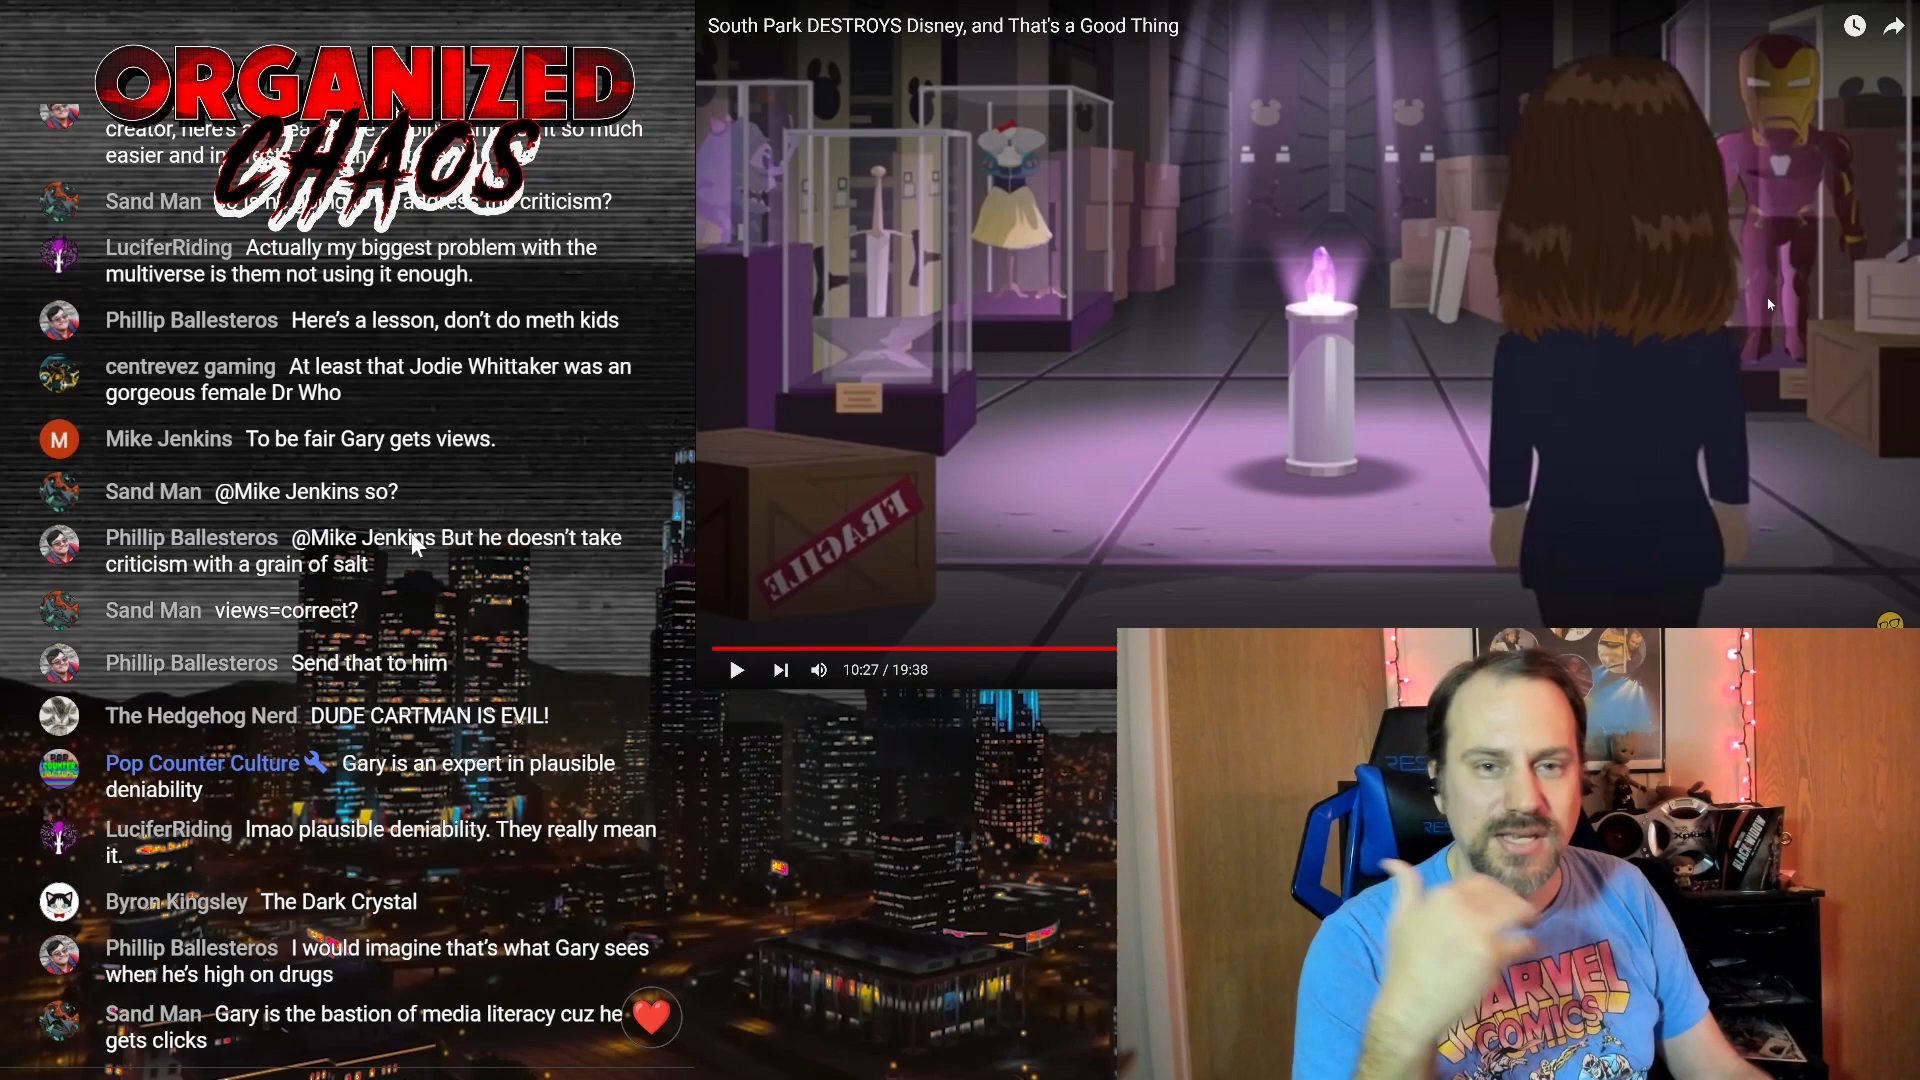 ORGANIZED
CHAOS
creator, here's
it so much
easier and
Sand Man
criticism?
LuciferRiding Actually my biggest problem with the
multiverse is them not using it enough.
Phillip Ballesteros Here's a lesson, don't do meth kids
centrevez gaming At least that Jodie Whittaker was an
gorgeous female Dr Who
M
Mike Jenkins To be fair Gary gets views.
Sand Man @Mike Jenkins so?
Phillip Ballesteros @Mike Jenkins But he doesn't take
criticism with a grain of salt
Sand Man views=correct?
Phillip Ballesteros Send that to him
The Hedgehog Nerd DUDE CARTMAN IS EVIL!
Pop Counter Culture Gary is an expert in plausible
deniability
LuciferRiding lmao plausible deniability. They really mean
it.
Byron Kingsley The Dark Crystal
Phillip Ballesteros I would imagine that's what Gary sees
when he's high on drugs
Sand Man Gary is the bastion of media literacy cuz he
gets clicks
South Park DESTROYS Disney, and That's a Good Thing
FRAGILE
10:27 / 19:38
RES
RES
Xplod
BLACK WIDOW
MARVEL
COMICS